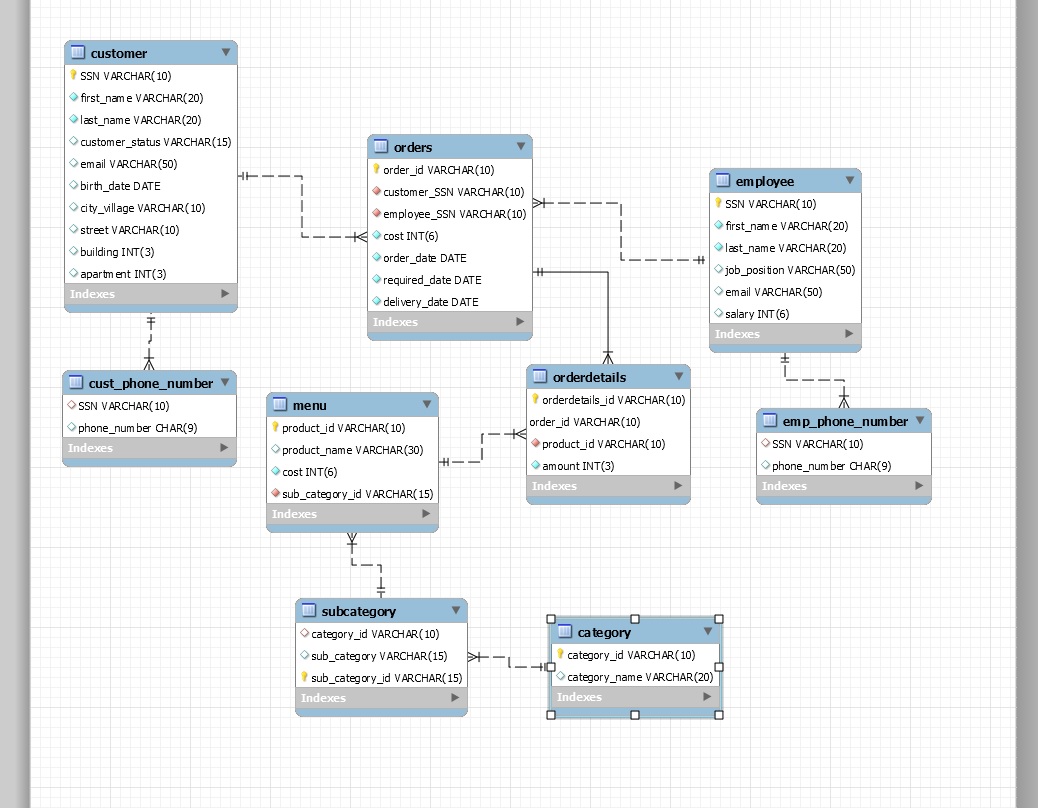 customer
SSN VARCHAR(10)
first_name VARCHAR(20)
last_name VARCHAR(20)
customer_status VARCHAR(15)
email VARCHAR(50)
birth_date DATE
city_village VARCHAR(10)
street VARCHAR(10)
building INT(3)
apartment INT(3)
Indexes
orders
order_id VARCHAR(10)
customer_SSN VARCHAR(10)
employee_SSN VARCHAR(10)
cost INT(6)
order_date DATE
required_date DATE
delivery_date DATE
Indexes
employee
SSN VARCHAR(10)
first_name VARCHAR(20)
last_name VARCHAR(20)
job_position VARCHAR(50)
email VARCHAR(50)
salary INT(6)
Indexes
cust_phone_number
SSN VARCHAR(10)
phone_number CHAR(9)
Indexes
menu
product_id VARCHAR(10)
product_name VARCHAR(30)
cost INT(6)
sub_category_id VARCHAR(15)
Indexes
orderdetails
orderdetails_id VARCHAR(10)
order_id VARCHAR(10)
product_id VARCHAR(10)
amount INT(3)
Indexes
emp_phone_number
SSN VARCHAR(10)
phone_number CHAR(9)
Indexes
subcategory
category_id VARCHAR(10)
sub_category VARCHAR(15)
sub_category_id VARCHAR(15)
Indexes
category
category_id VARCHAR(10)
category_name VARCHAR(20)
Indexes